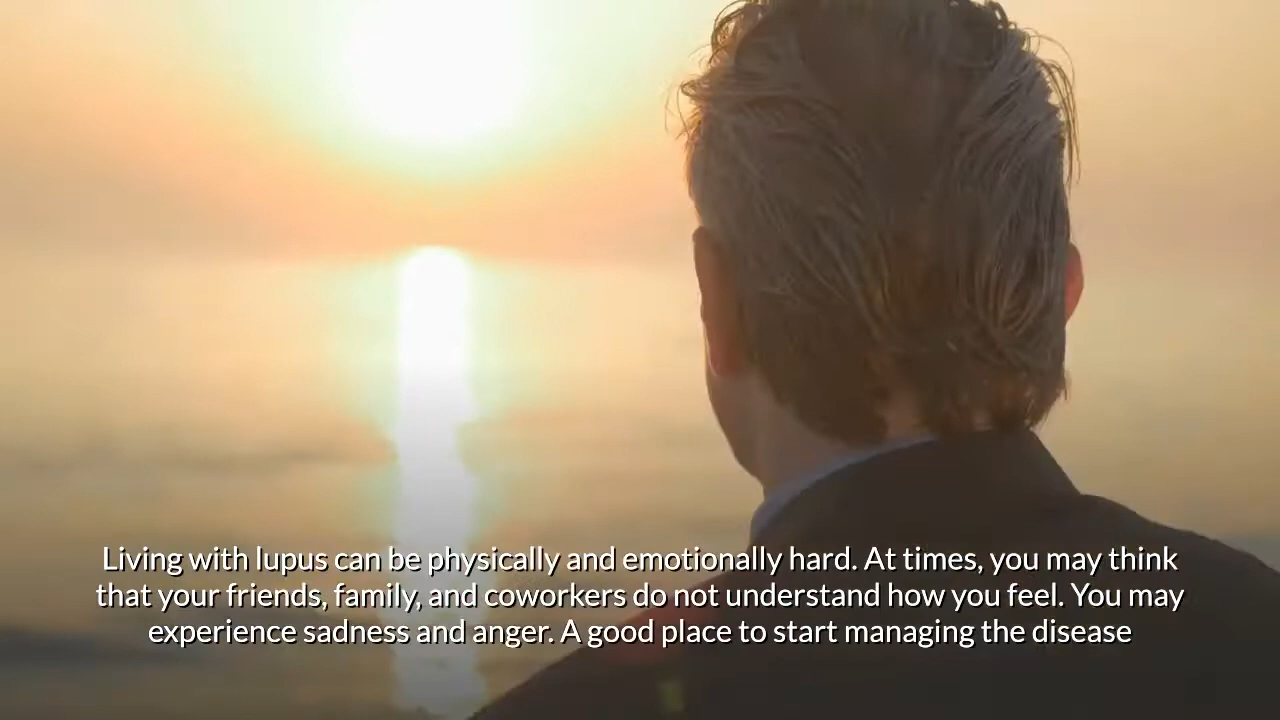 Living with lupus can be physically and emotionally hard. At times, you may think
that your friends, family, and coworkers do not understand how you feel. You may
experience sadness and anger. A good place to start managing the disease